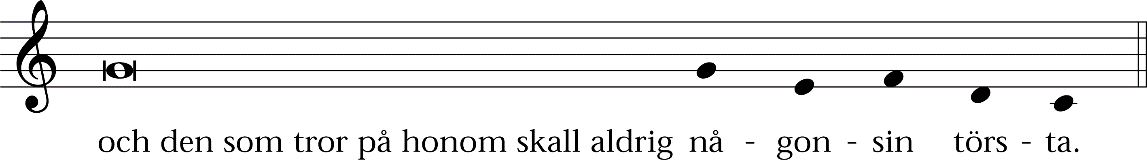 och den som tror på honom skall aldrig nå - gon - sin törs - ta.